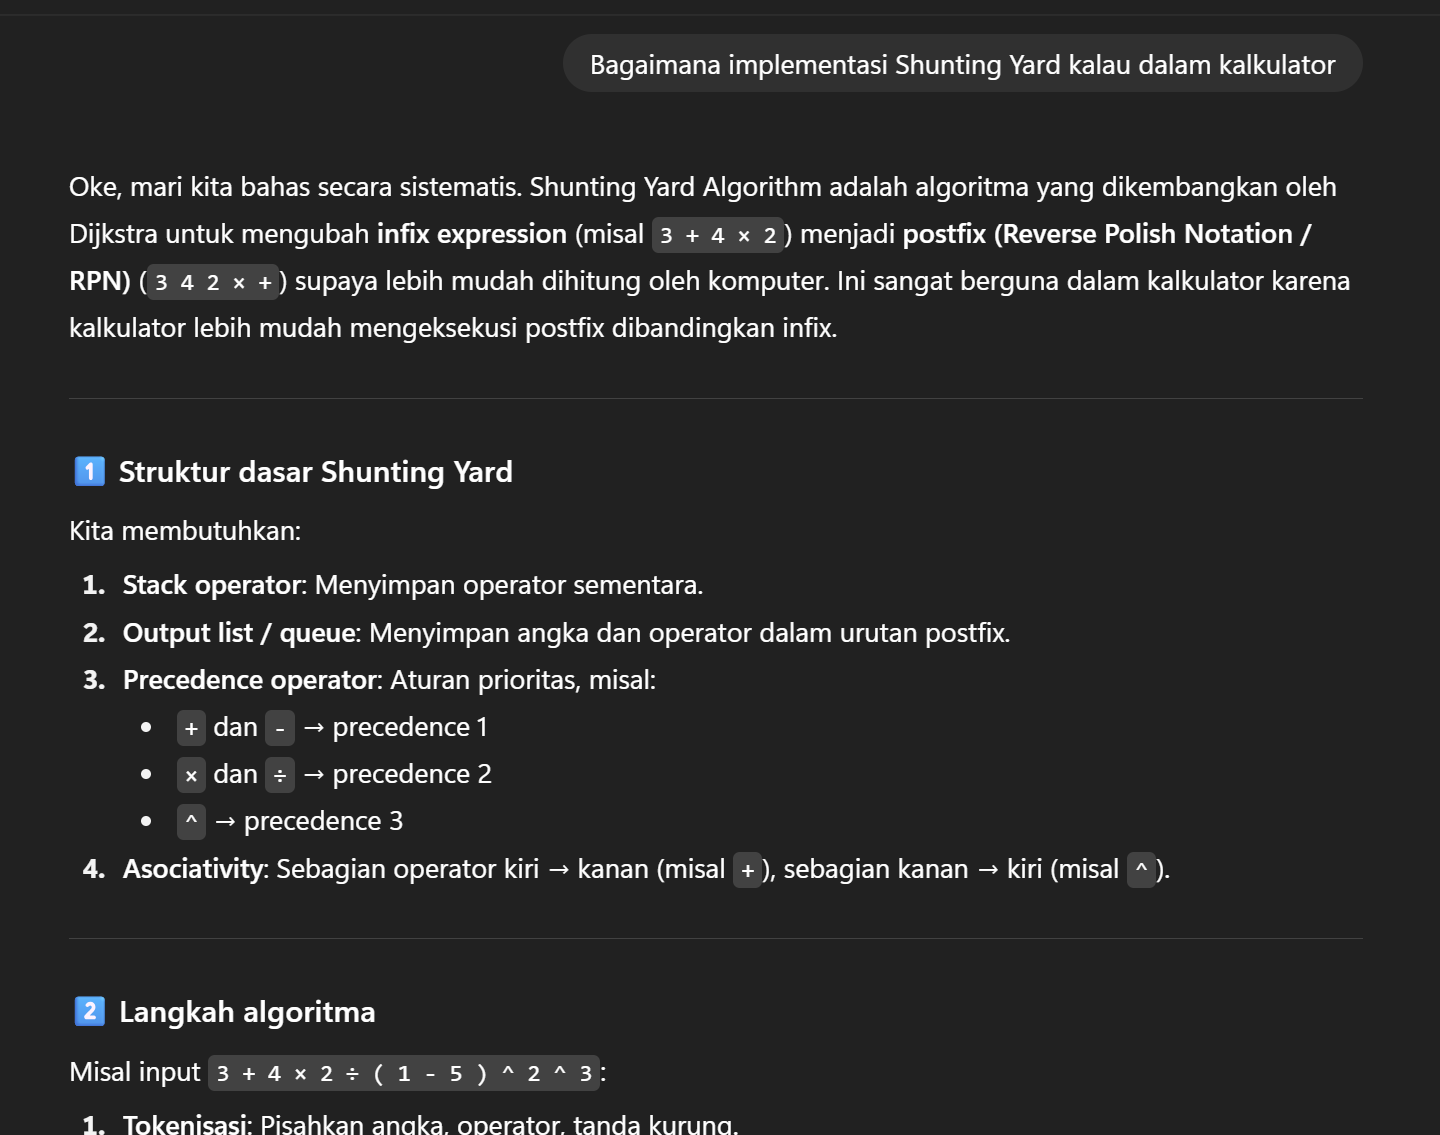 Bagaimana implementasi Shunting Yard kalau dalam kalkulator
Oke, mari kita bahas secara sistematis. Shunting Yard Algorithm adalah algoritma yang dikembangkan oleh
Dijkstra untuk mengubah infix expression (misal 3 + 4 × 2) menjadi postfix (Reverse Polish Notation /
RPN) (3 4 2 × +) supaya lebih mudah dihitung oleh komputer. Ini sangat berguna dalam kalkulator karena
kalkulator lebih mudah mengeksekusi postfix dibandingkan infix.
1 Struktur dasar Shunting Yard
Kita membutuhkan:
1. Stack operator: Menyimpan operator sementara.
2. Output list / queue: Menyimpan angka dan operator dalam urutan postfix.
3. Precedence operator: Aturan prioritas, misal:
• + dan - → precedence 1
• × dan ÷ → precedence 2
• ^ → precedence 3
4. Asociativity: Sebagian operator kiri → kanan (misal +), sebagian kanan → kiri (misal ^).
2 Langkah algoritma
Misal input 3 + 4 × 2 ÷ ( 1 - 5 ) ^ 2 ^ 3:
1. Tokenisasi: Pisahkan angka, operator, tanda kurung.